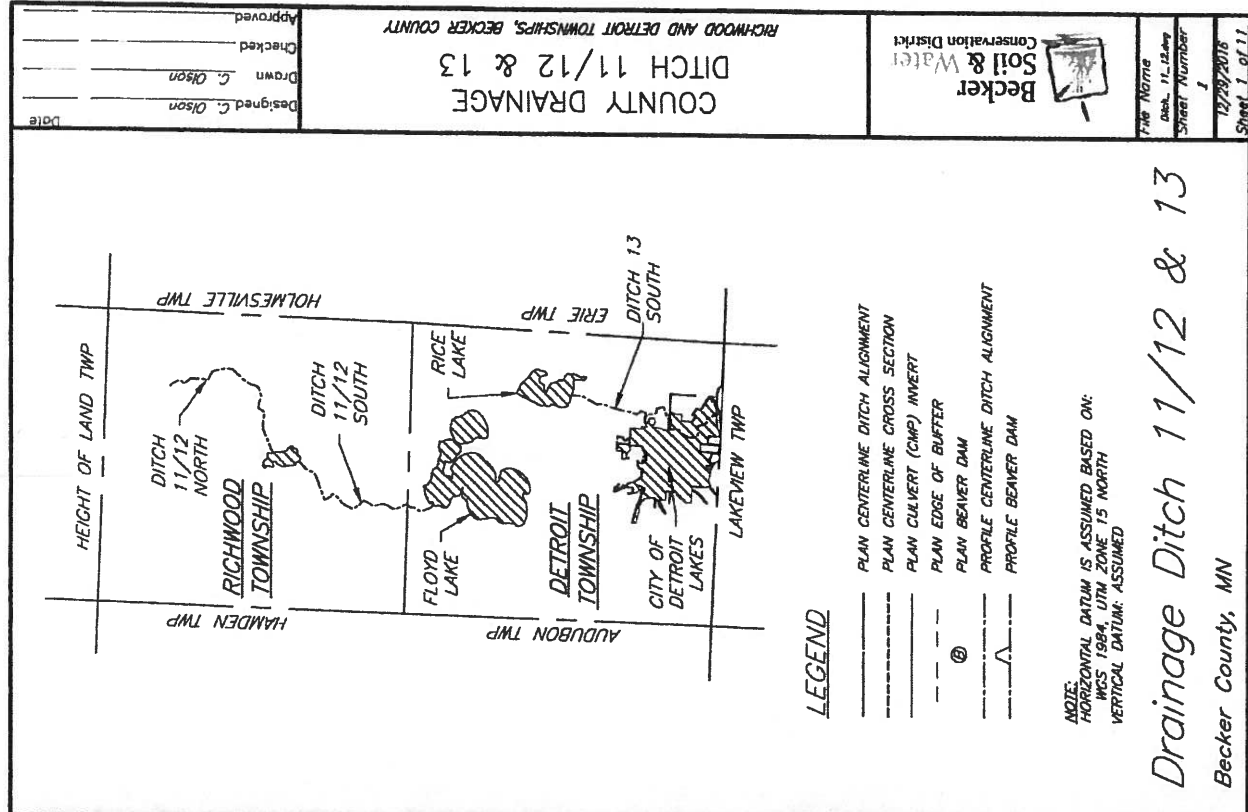 Drainage Ditch 11/12 & 13
Becker County, MN
HEIGHT OF LAND TWP
HAMDEN TWP
HOLMESVILLE TWP
DITCH
11/12
NORTH
RICHWOOD
TOWNSHIP
DITCH
11/12
SOUTH
AUDUBON TWP
ERIE TWP
FLOYD
LAKE
RICE
LAKE
DETROIT
TOWNSHIP
DITCH 13
SOUTH
CITY OF
DETROIT
LAKES
LAKEVIEW TWP
LEGEND
PLAN CENTERLINE DITCH ALIGNMENT
PLAN CENTERLINE CROSS SECTION
PLAN CULVERT (CMP) INVERT
PLAN EDGE OF BUFFER
B PLAN BEAVER DAM
PROFILE CENTERLINE DITCH ALIGNMENT
PROFILE BEAVER DAM
NOTE:
HORIZONTAL DATUM IS ASSUMED BASED ON:
WGS 1984, UTM ZONE 15 NORTH
VERTICAL DATUM: ASSUMED
Date
Designed C. Olson
Drawn C. Olson
Checked
Approved
COUNTY DRAINAGE
DITCH 11/12 & 13
RICHWOOD AND DETROIT TOWNSHIPS, BECKER COUNTY
Becker
Soil & Water
Conservation District
File Name
Ditch_11_12.dwg
Sheet Number
1
12/29/2016
Sheet 1 of 11